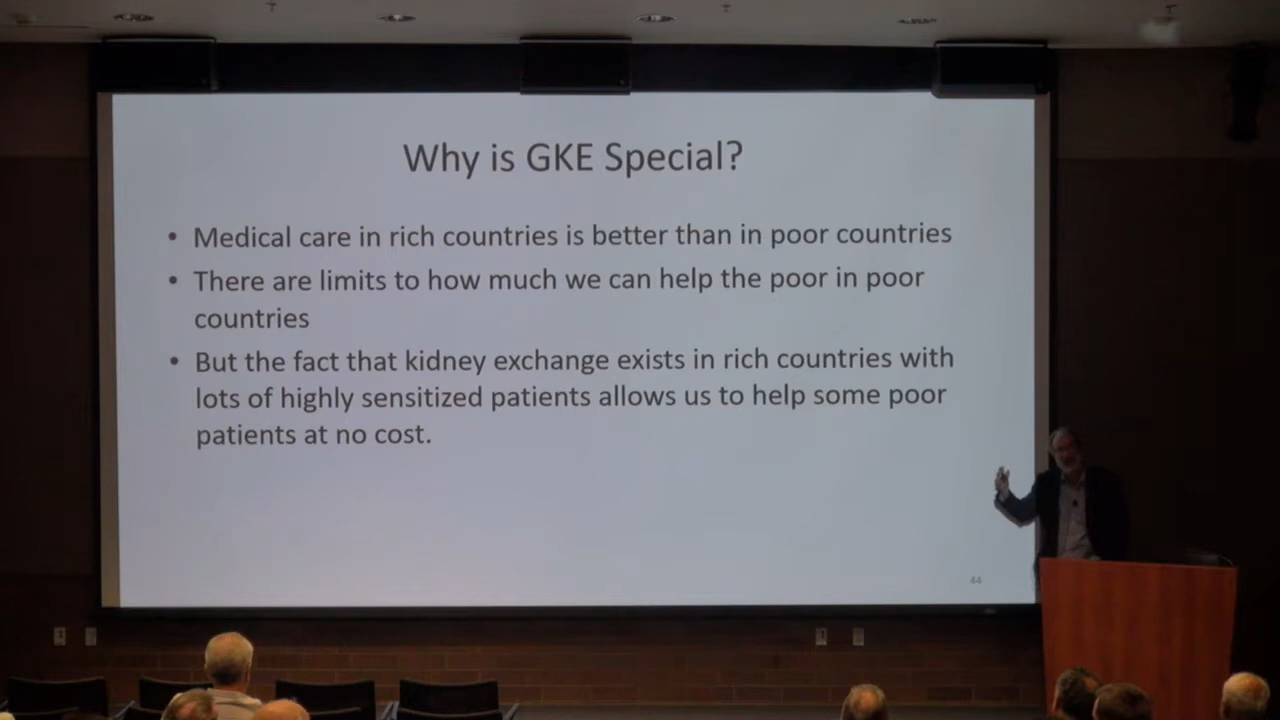 Why is GKE Special?
• Medical care in rich countries is better than in poor countries
• There are limits to how much we can help the poor in poor
countries
• But the fact that kidney exchange exists in rich countries with
lots of highly sensitized patients allows us to help some poor
patients at no cost.
44